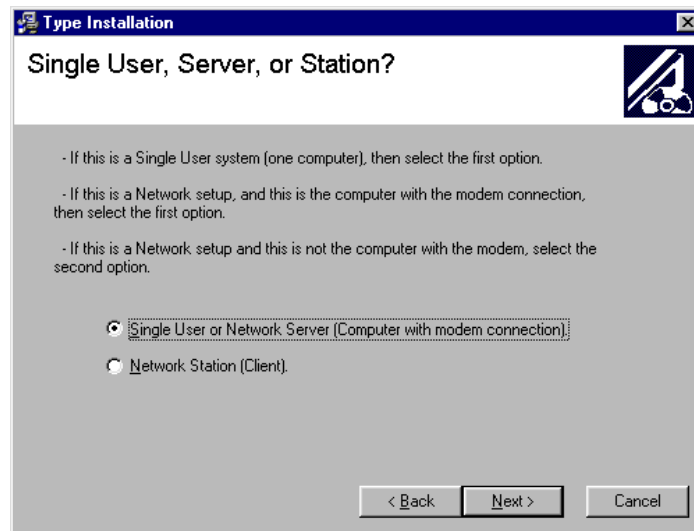 Type Installation
Single User, Server, or Station?
- If this is a Single User system (one computer), then select the first option.
- If this is a Network setup, and this is the computer with the modem connection,
then select the first option.
- If this is a Network setup and this is not the computer with the modem, select the
second option.
Single User or Network Server (Computer with modem connection).
Network Station (Client).
< Back
Next >
Cancel